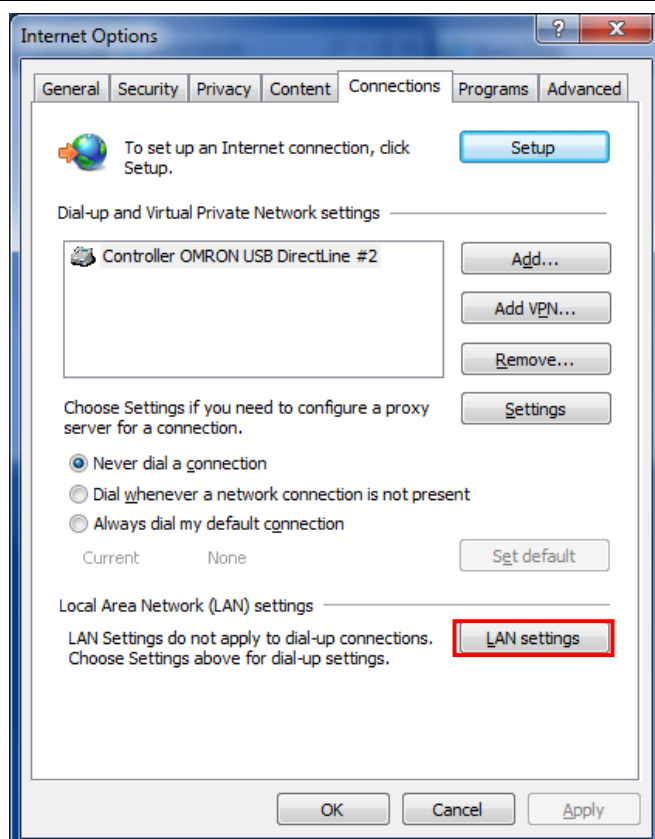 Internet Options
?
X
General Security Privacy Content Connections Programs Advanced
To set up an Internet connection, click
Setup.
Setup
Dial-up and Virtual Private Network settings
Controller OMRON USB DirectLine #2
Add...
Add VPN...
Remove...
Choose Settings if you need to configure a proxy
server for a connection.
Settings
Never dial a connection
Dial whenever a network connection is not present
Always dial my default connection
Current None
Set default
Local Area Network (LAN) settings
LAN Settings do not apply to dial-up connections.
Choose Settings above for dial-up settings.
LAN settings
OK Cancel Apply